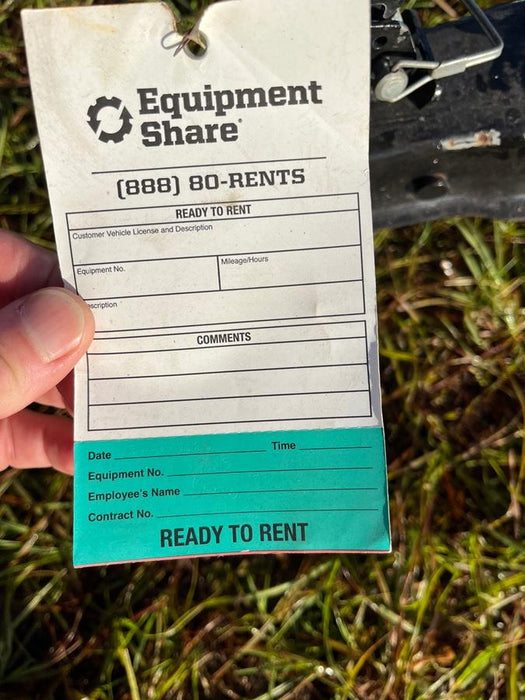 Equipment
Share®
(888) 80-RENTS
READY TO RENT
Customer Vehicle License and Description
Equipment No.
Mileage/Hours
scription
COMMENTS
Date
Time
Equipment No.
Employee's Name
Contract No.
READY TO RENT